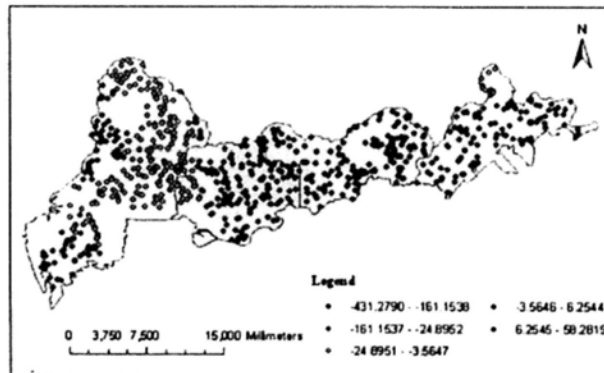 N
Legend
-431.2790 - -161.1538
-3.5646 - 6.2544
-161.1537 - -24.8952
6.2545 - 58.2815
-24.8951 - -3.5647
0 3,750 7,500 15,000 Millimeters